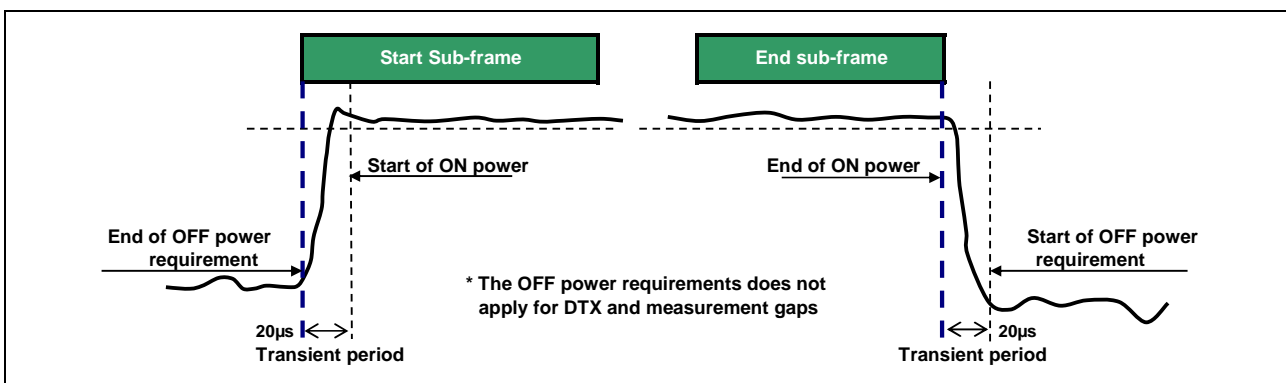 Start Sub-frame
End sub-frame
Start of ON power
End of ON power
End of OFF power
requirement
Start of OFF power
requirement
* The OFF power requirements does not
apply for DTX and measurement gaps
20µs
Transient period
20µs
Transient period